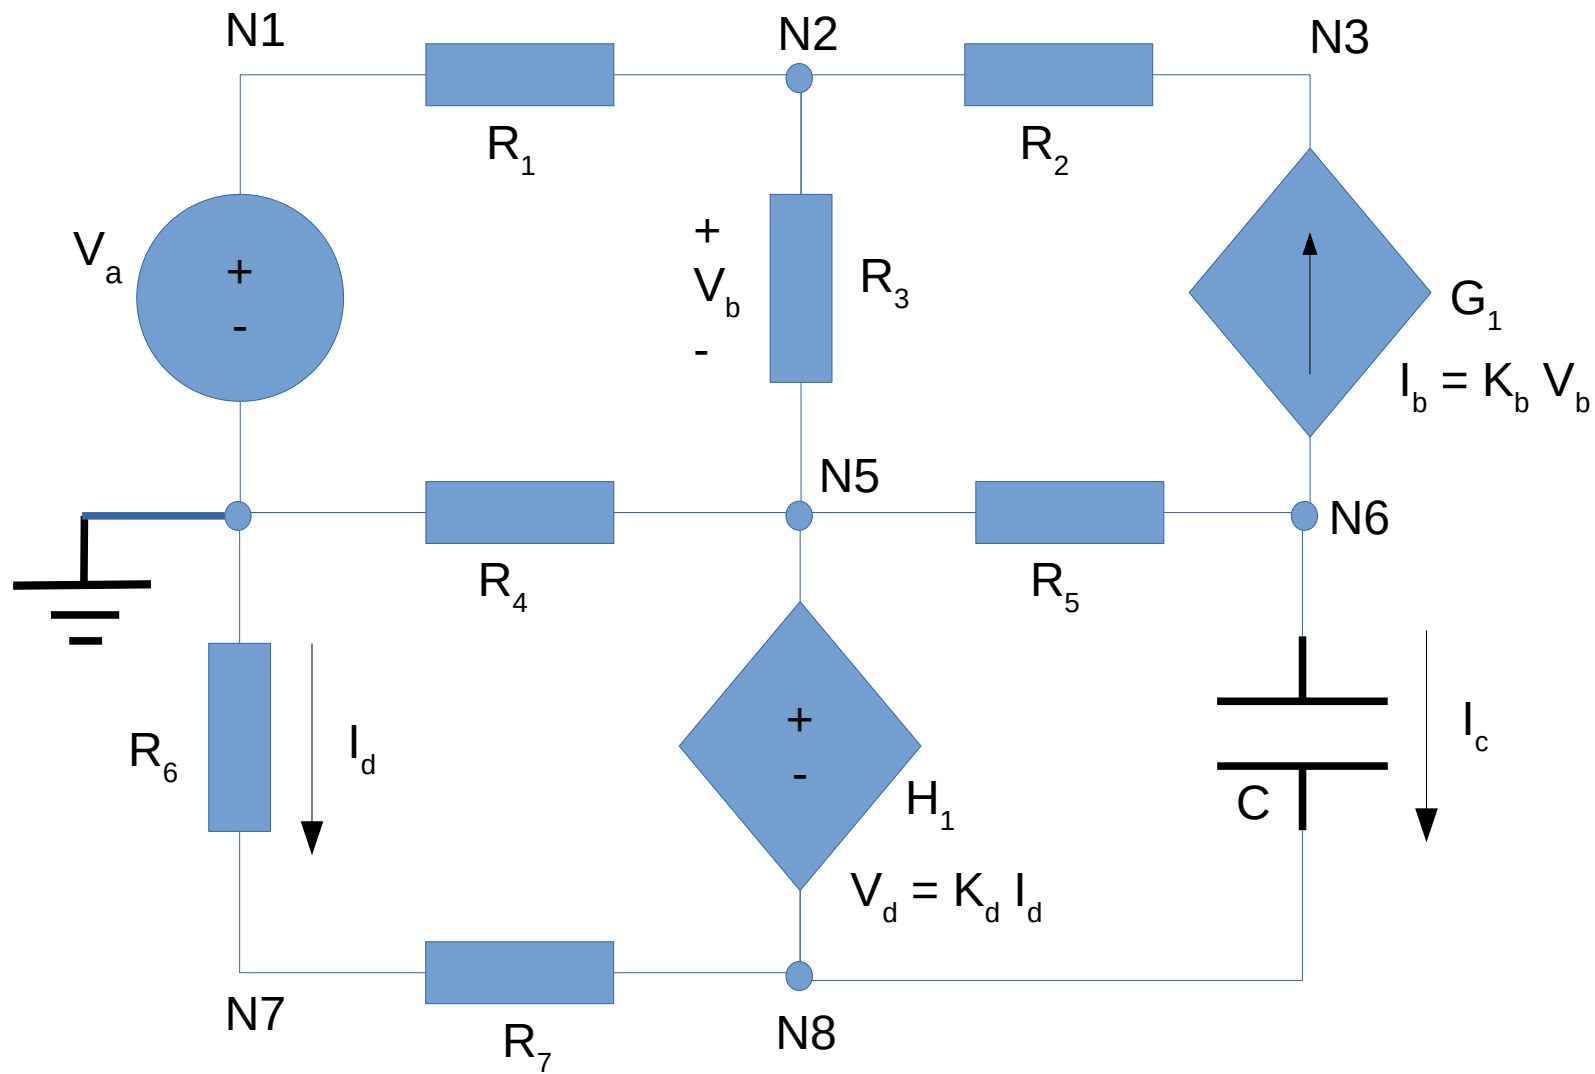 N1
N2
N3
R1
R2
Va
+
-
+
Vb
-
R3
G1
Ib = Kb Vb
N5
N6
R4
R5
R6
Id
+
-
H1
Vd = Kd Id
C
Ic
N7
R7
N8